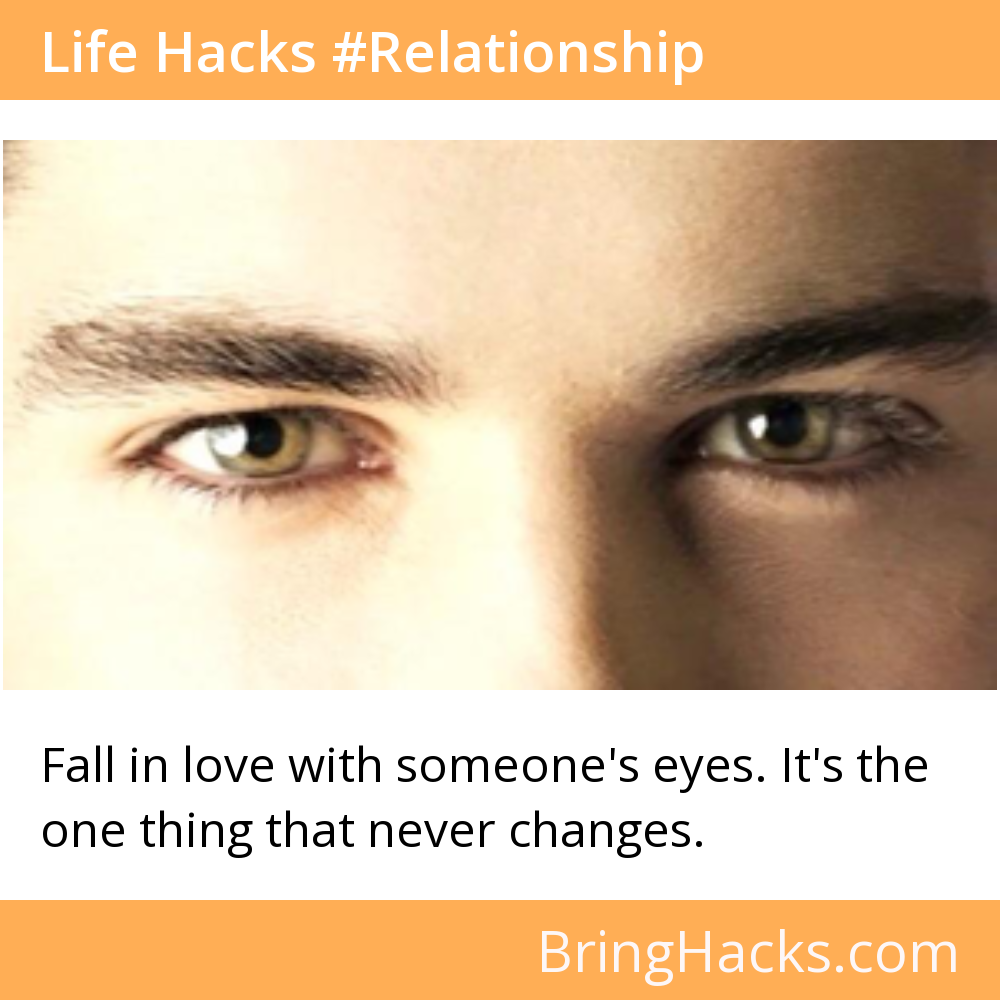 Life Hacks #Relationship
Fall in love with someone's eyes. It's the
one thing that never changes.
BringHacks.com